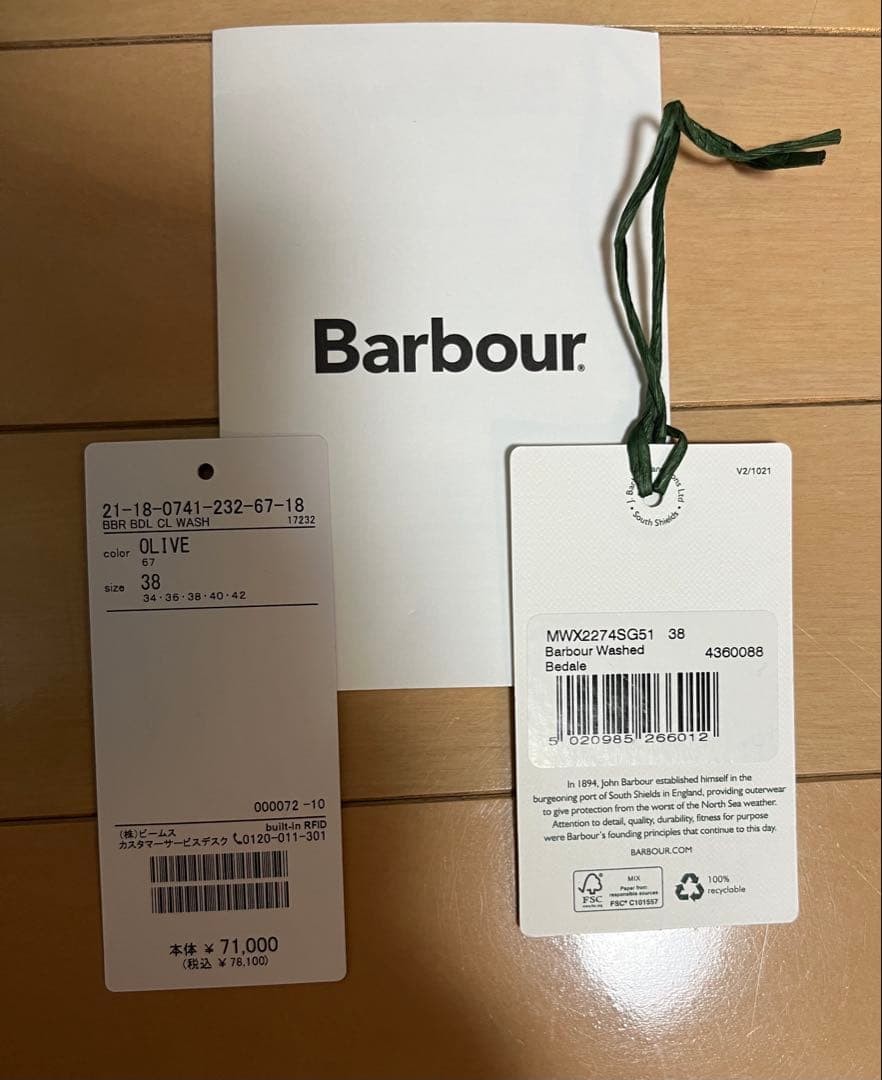 Barbour®
21-18-0741-232-67-18
BBR BDL CL WASH 17232
color OLIVE
67
size 38
34・36・38・40・42
000072 -10
built-in RFID
(株)ビームス
カスタマーサービスデスク 0120-011-301
本体 ¥ 71,000
(税込 ¥ 78,100)
V2/1021
South Shields
MWX2274SG51 38
Barbour Washed 4360088
Bedale
5 020985 266012
In 1894, John Barbour established himself in the
burgeoning port of South Shields in England, providing outerwear
to give protection from the worst of the North Sea weather.
Attention to detail, quality, durability, fitness for purpose
were Barbour's founding principles that continue to this day.
BARBOUR.COM
FSC
MIX
Paper from
responsible sources
FSC® C101557
100%
recyclable